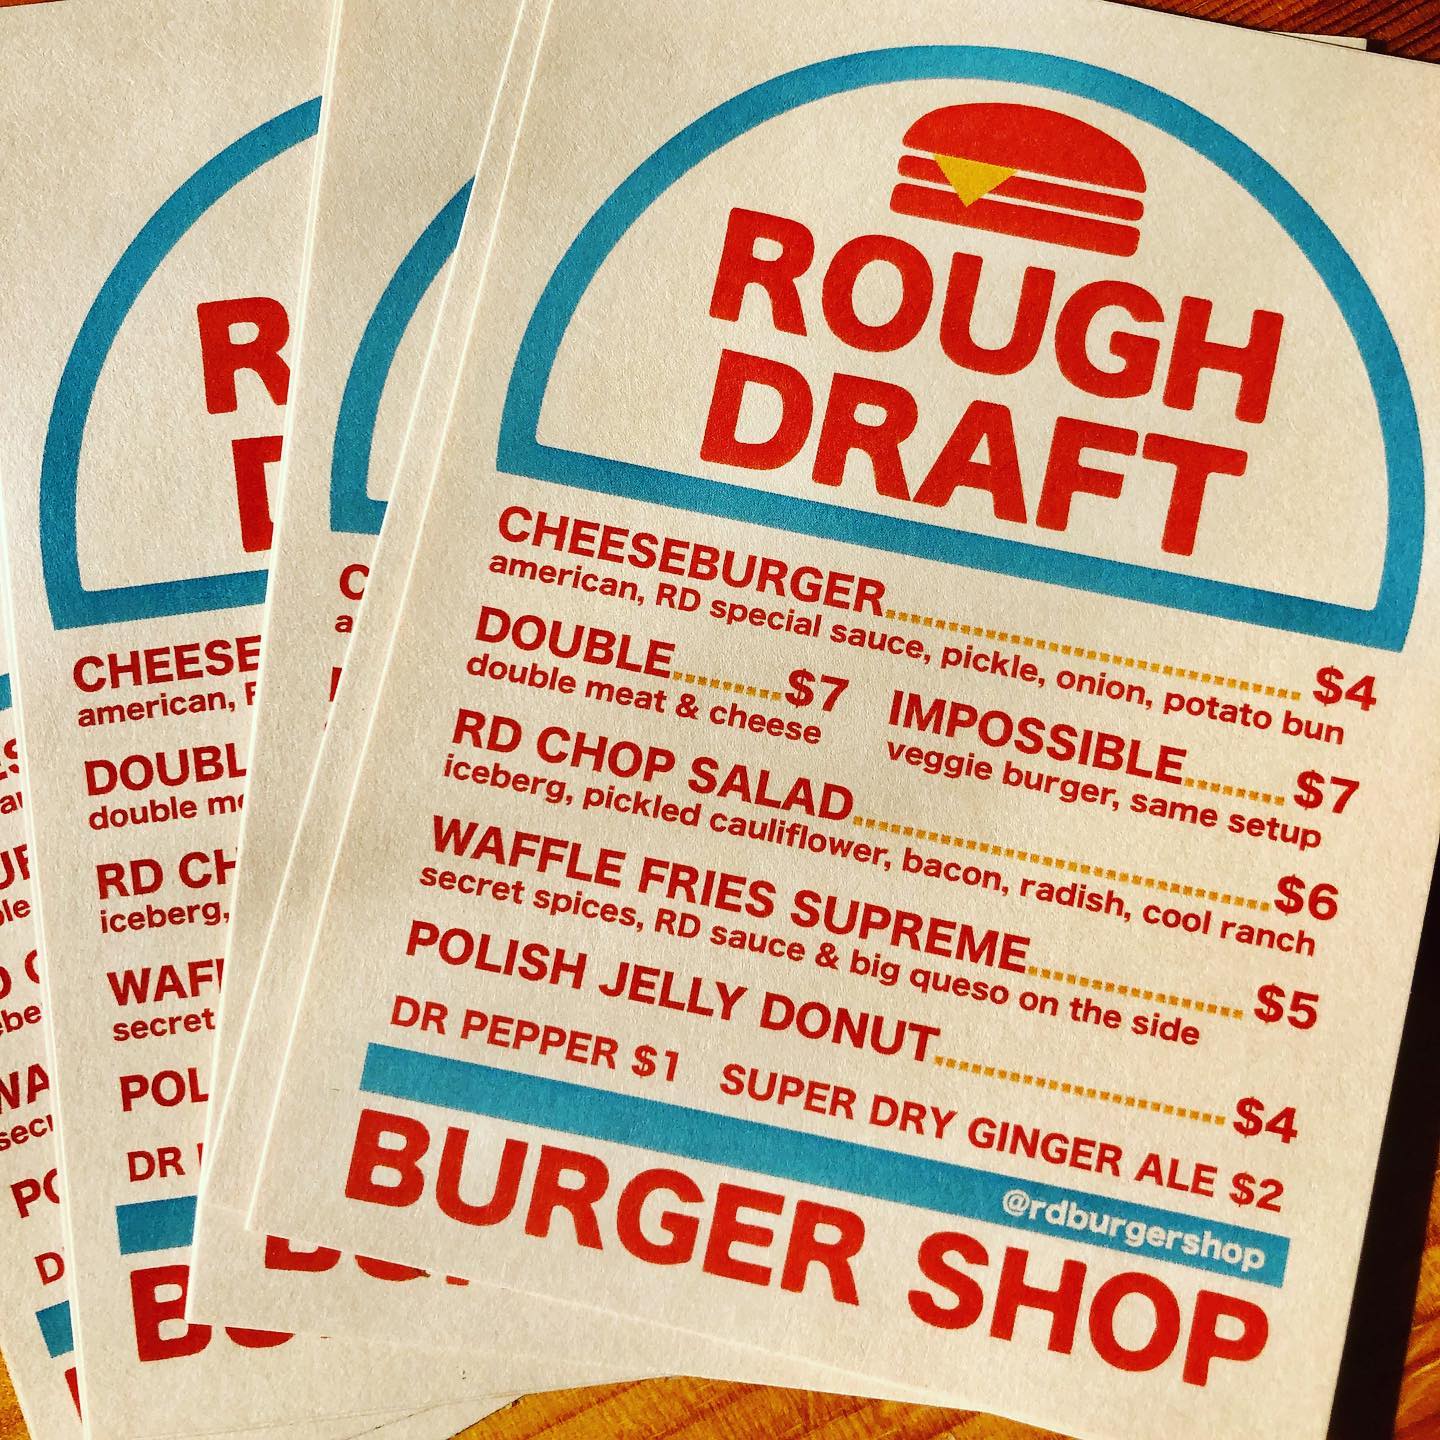 ROUGH
DRAFT
CHEESEBURGER $4
american, RD special sauce, pickle, onion, potato bun
DOUBLE $7
double meat & cheese
IMPOSSIBLE $7
veggie burger, same setup
RD CHOP SALAD $6
iceberg, pickled cauliflower, bacon, radish, cool ranch
WAFFLE FRIES SUPREME $5
secret spices, RD sauce & big queso on the side
POLISH JELLY DONUT $4
DR PEPPER $1 SUPER DRY GINGER ALE $2
@rdburgershop
BURGER SHOP